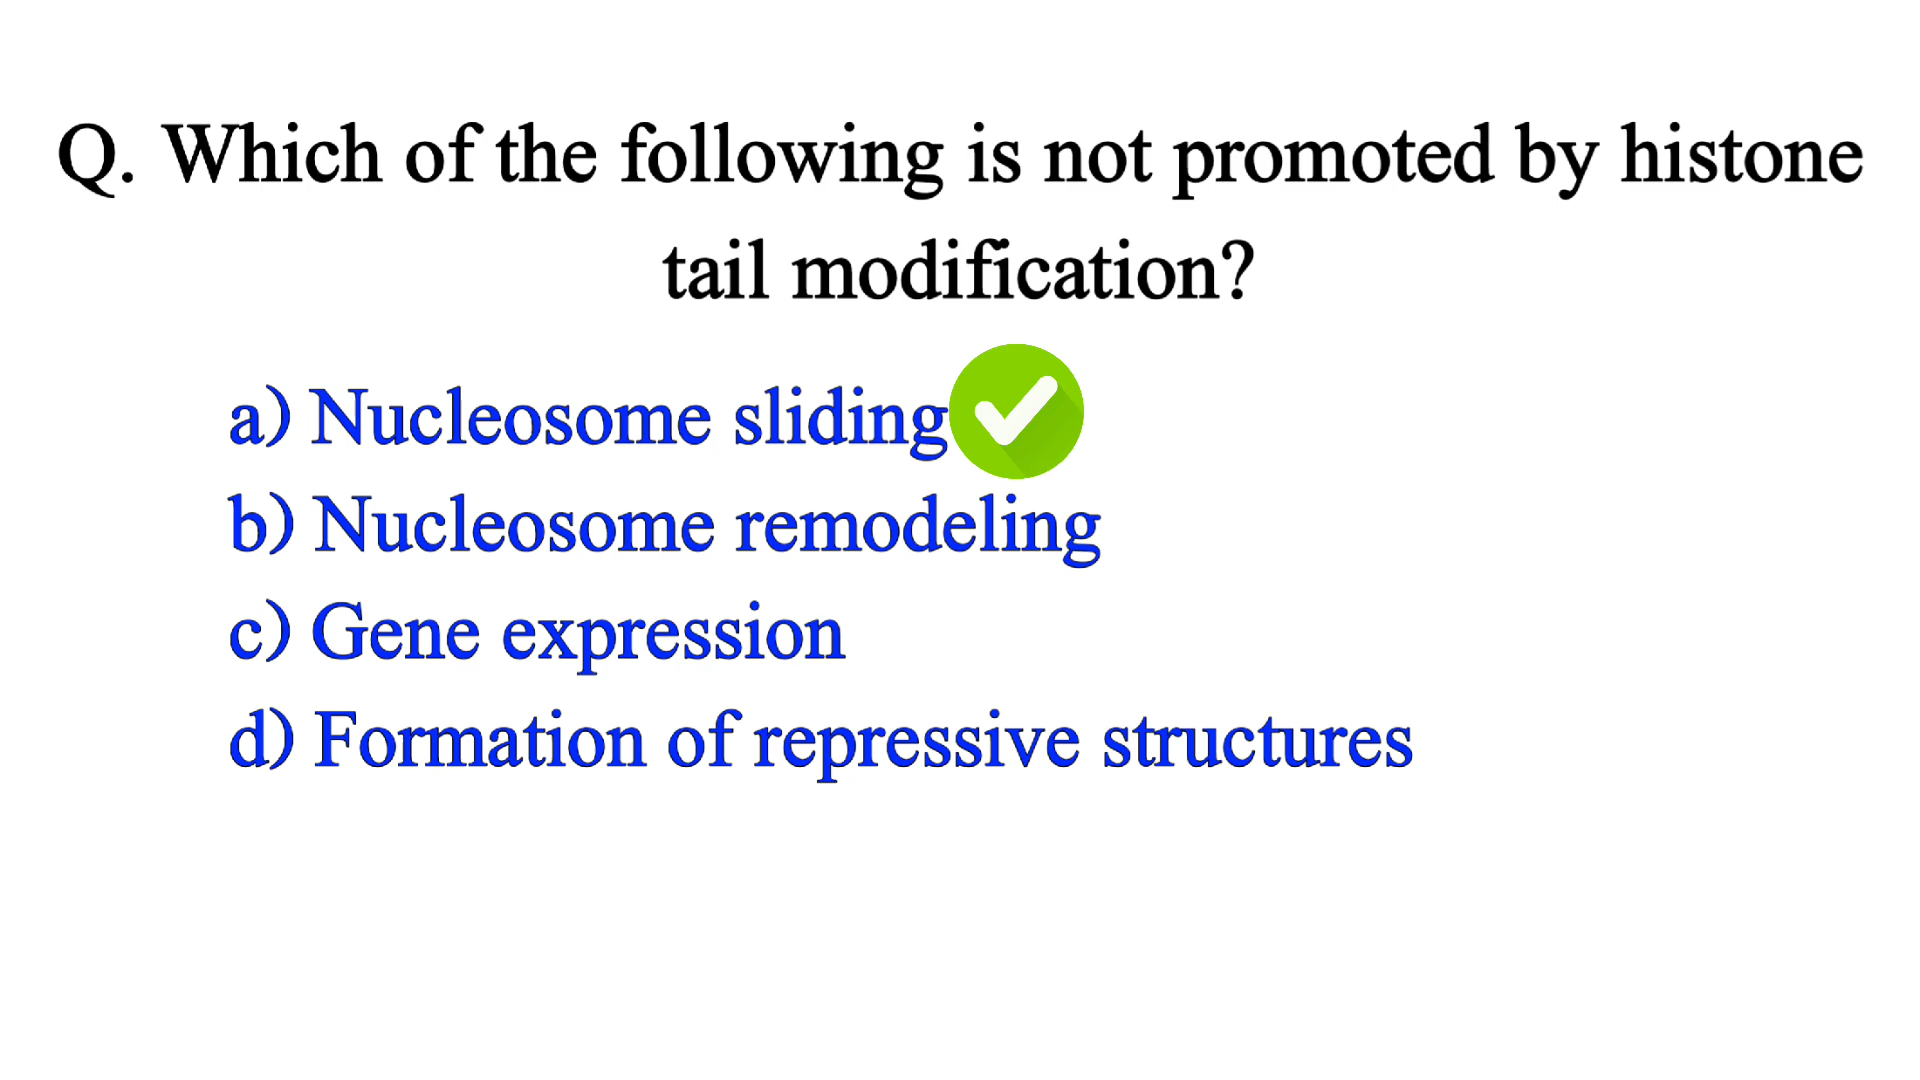 Q. Which of the following is not promoted by histone
tail modification?
a) Nucleosome sliding
b) Nucleosome remodeling
c) Gene expression
d) Formation of repressive structures